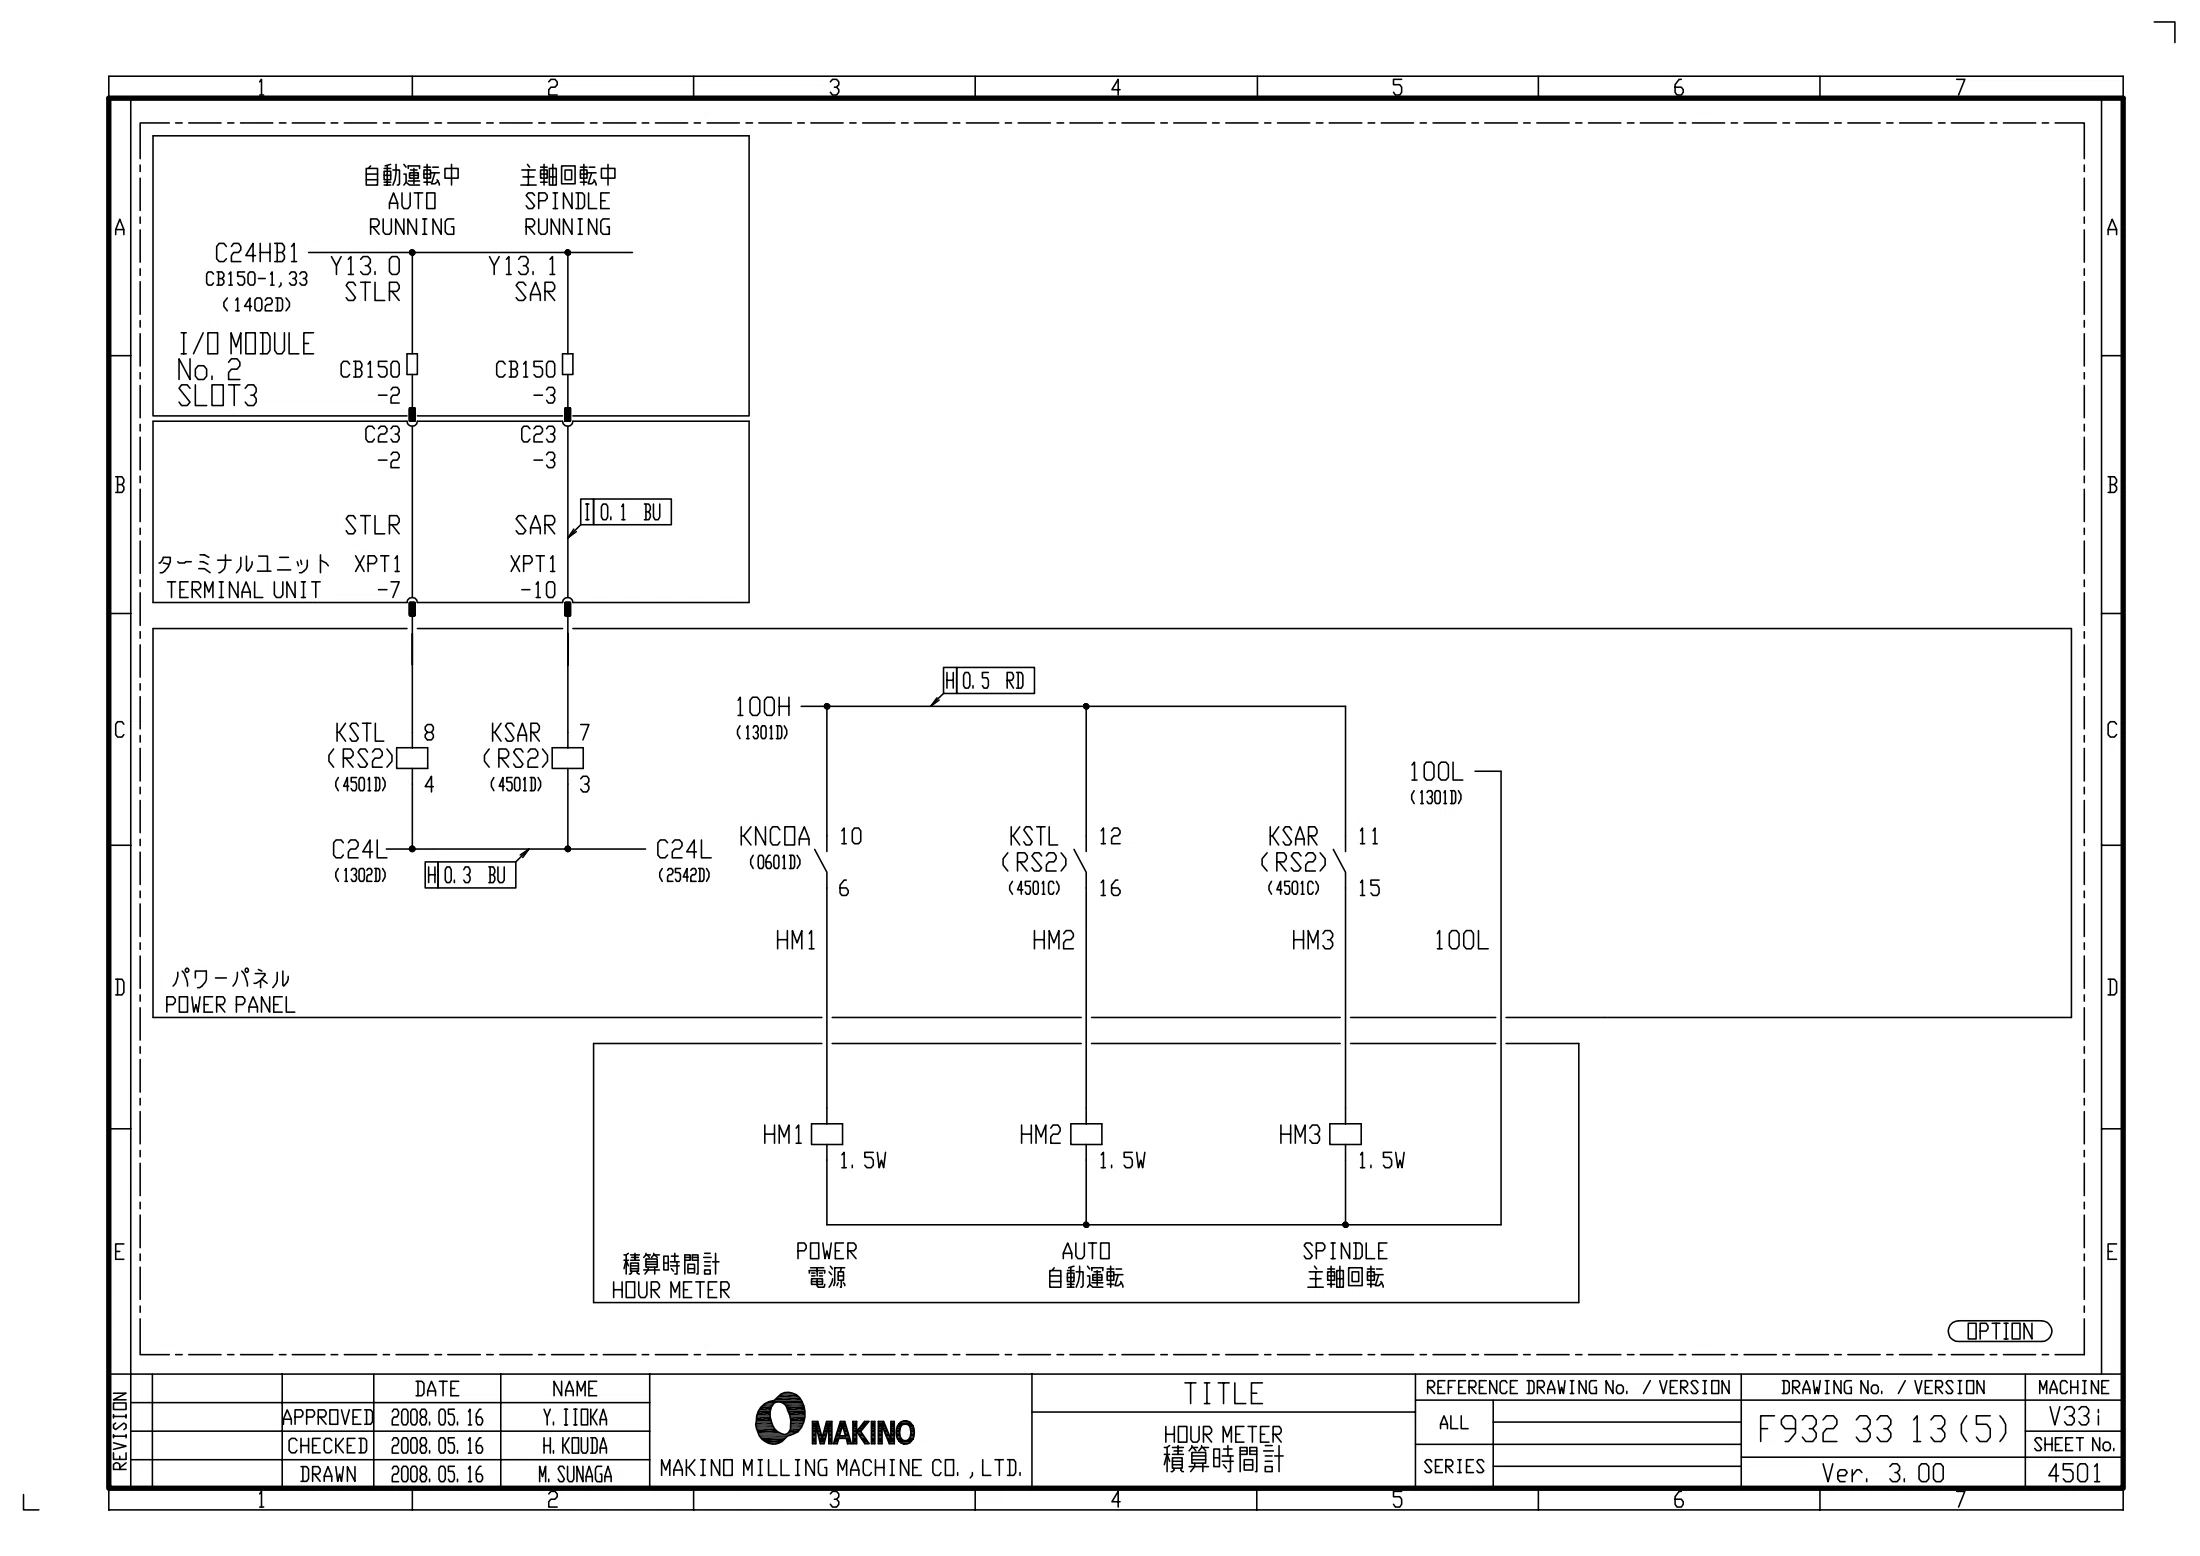 1 2 3 4 5 6 7
A A
B B
C C
D D
E E
自動運転中
AUTO
RUNNING
主軸回転中
SPINDLE
RUNNING
C24HB1
CB150-1,33
(1402D)
Y13. 0
STLR
Y13. 1
SAR
I/O MODULE
No. 2
SLOT3
CB150
-2
CB150
-3
C23
-2
C23
-3
STLR
SAR
I 0. 1 BU
ターミナルユニット
TERMINAL UNIT
XPT1
-7
XPT1
-10
H 0. 5 RD
100H
(1301D)
KSTL
(RS2)
(4501D)
8
4
KSAR
(RS2)
(4501D)
7
3
100L
(1301D)
C24L
(1302D)
H 0. 3 BU
C24L
(2542D)
KNCOA
(0601D)
10
6
KSTL
(RS2)
(4501C)
12
16
KSAR
(RS2)
(4501C)
11
15
HM1
HM2
HM3
100L
パワーパネル
POWER PANEL
HM1
1. 5W
HM2
1. 5W
HM3
1. 5W
積算時間計
HOUR METER
POWER
電源
AUTO
自動運転
SPINDLE
主軸回転
OPTION
REVISION
DATE NAME
APPROVED 2008. 05. 16 Y. IIOKA
CHECKED 2008. 05. 16 H. KOUDA
DRAWN 2008. 05. 16 M. SUNAGA
MAKINO
MAKINO MILLING MACHINE CO. , LTD.
TITLE
HOUR METER
積算時間計
REFERENCE DRAWING No. / VERSION
ALL
SERIES
DRAWING No. / VERSION
F932 33 13(5)
Ver. 3. 00
MACHINE
V33i
SHEET No.
4501
1 2 3 4 5 6 7